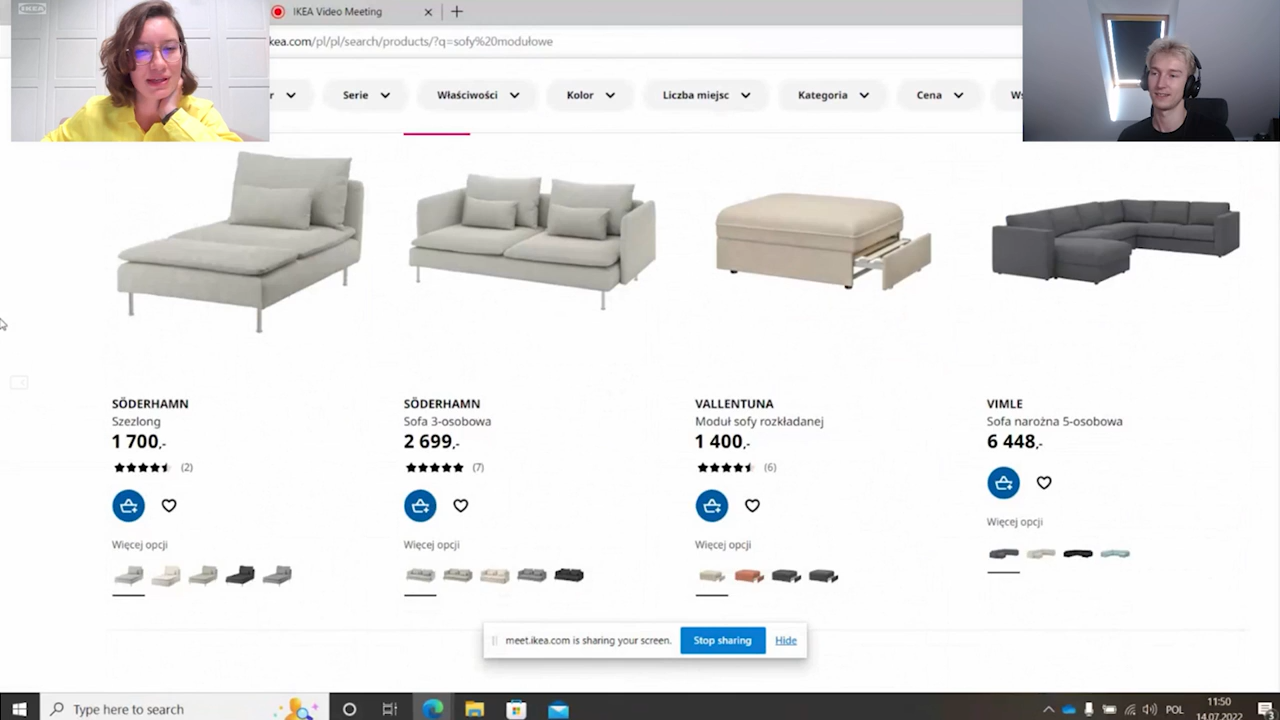 IKEA
IKEA Video Meeting
kea.com/pl/pl/search/products/?q=sofy%20modułowe
r
Serie
Właściwości
Kolor
Liczba miejsc
Kategoria
Cena
Ws
SÖDERHAMN
Szezlong
1 700,-
(2)
SÖDERHAMN
Sofa 3-osobowa
2 699,-
(7)
VALLENTUNA
Moduł sofy rozkładanej
1 400,-
(6)
VIMLE
Sofa narożna 5-osobowa
6 448,-
Więcej opcji
Więcej opcji
Więcej opcji
Więcej opcji
meet.ikea.com is sharing your screen.
Stop sharing
Hide
Type here to search
POL
11:50
14.07.2022